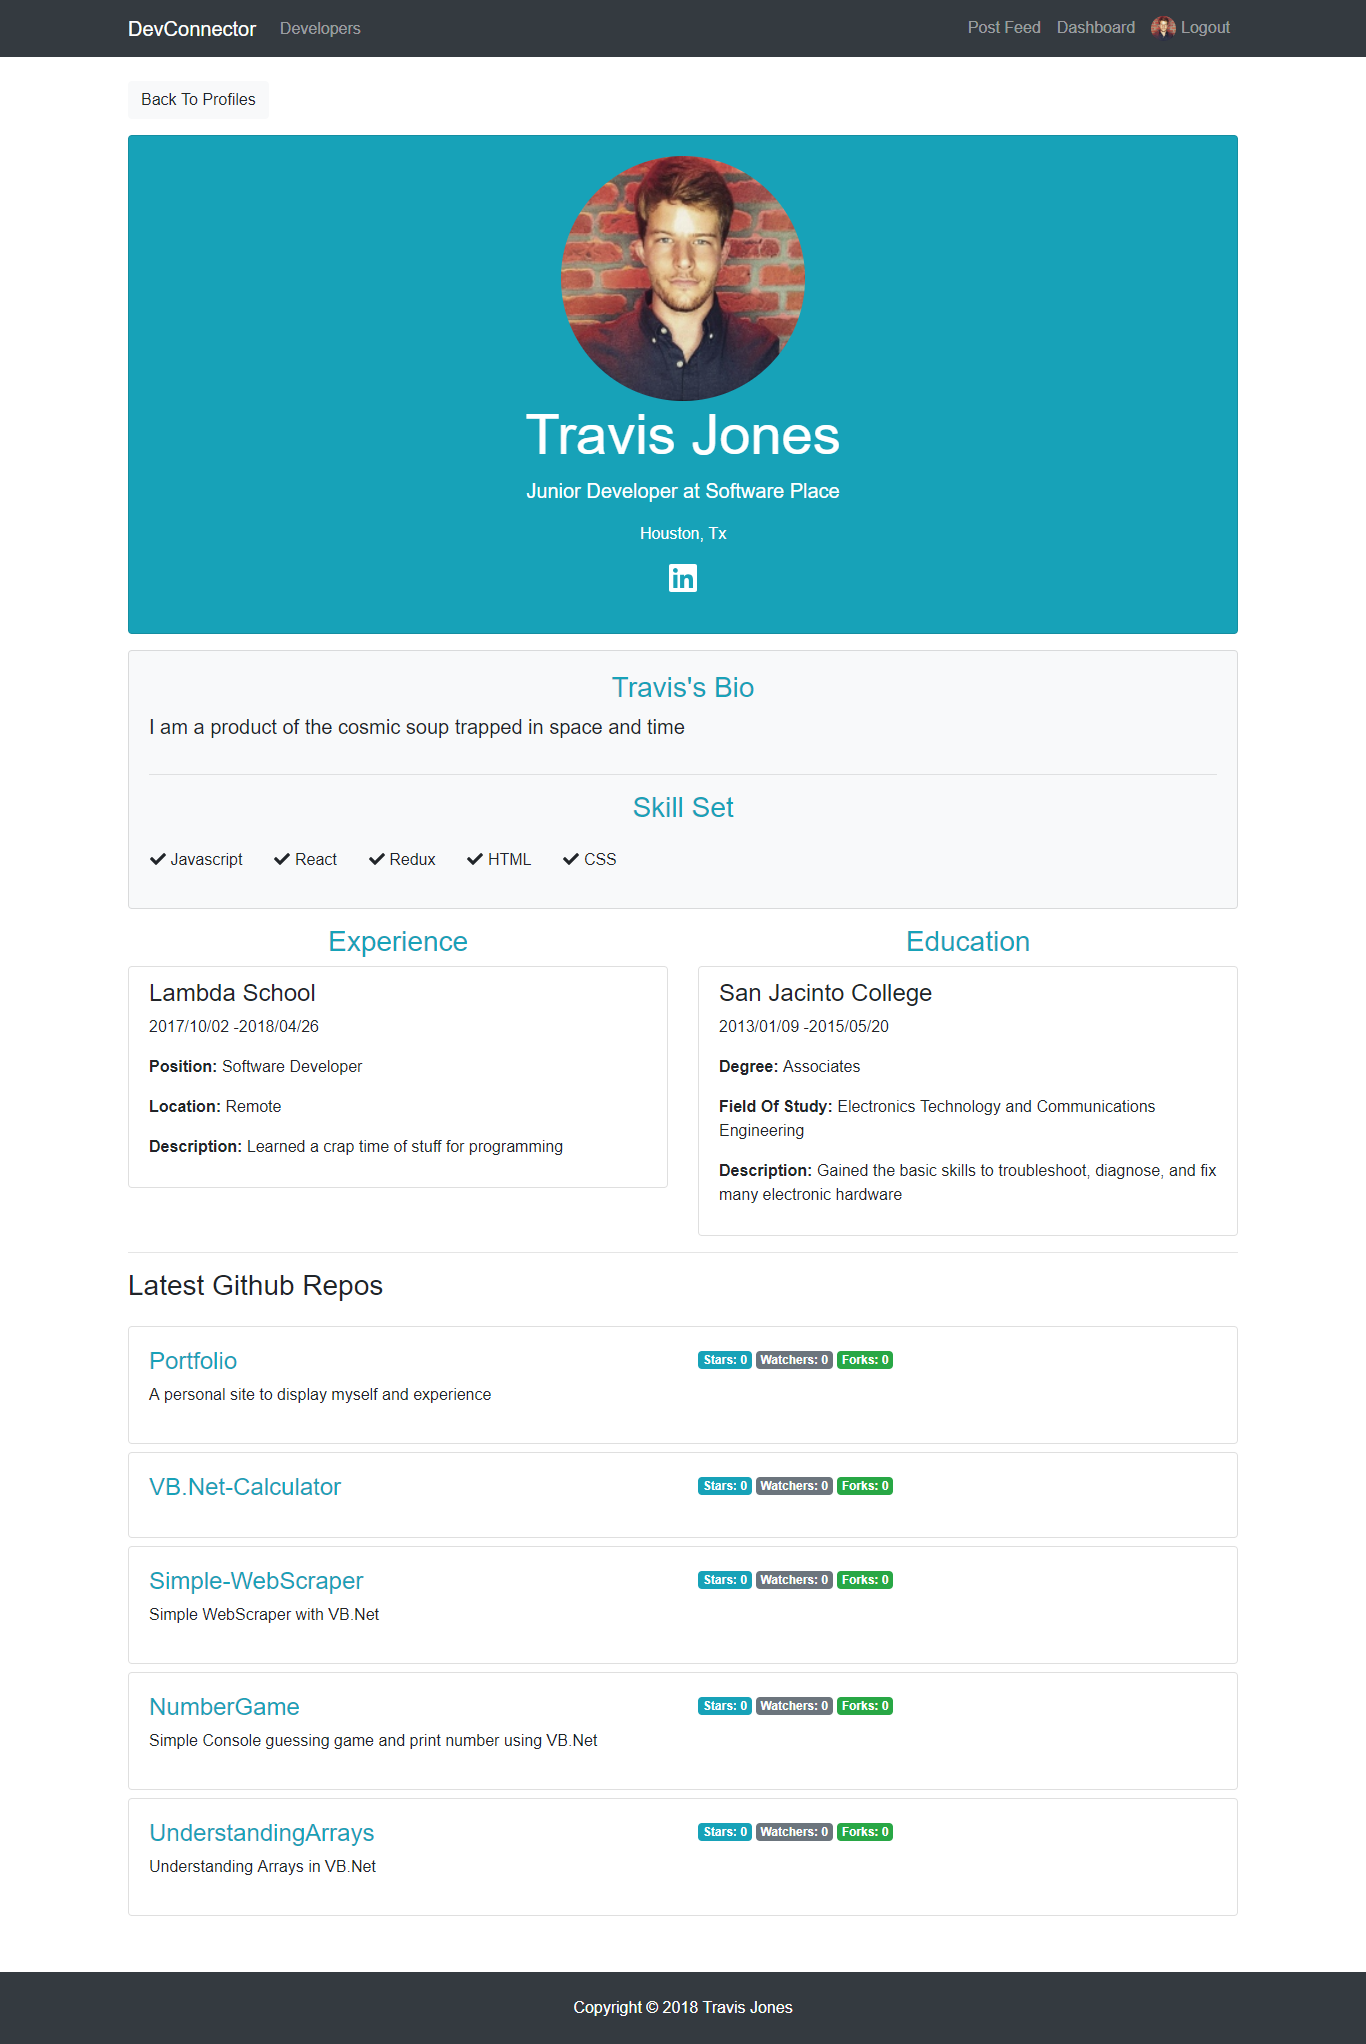 DevConnector Developers Post Feed Dashboard Logout
Back To Profiles
Travis Jones
Junior Developer at Software Place
Houston, Tx
in
Travis's Bio
I am a product of the cosmic soup trapped in space and time
Skill Set
Javascript React Redux HTML CSS
Experience
Lambda School
2017/10/02 -2018/04/26
Position: Software Developer
Location: Remote
Description: Learned a crap time of stuff for programming
Education
San Jacinto College
2013/01/09 -2015/05/20
Degree: Associates
Field Of Study: Electronics Technology and Communications
Engineering
Description: Gained the basic skills to troubleshoot, diagnose, and fix
many electronic hardware
Latest Github Repos
Portfolio
A personal site to display myself and experience
Stars: 0 Watchers: 0 Forks: 0
VB.Net-Calculator
Stars: 0 Watchers: 0 Forks: 0
Simple-WebScraper
Simple WebScraper with VB.Net
Stars: 0 Watchers: 0 Forks: 0
NumberGame
Simple Console guessing game and print number using VB.Net
Stars: 0 Watchers: 0 Forks: 0
UnderstandingArrays
Understanding Arrays in VB.Net
Stars: 0 Watchers: 0 Forks: 0
Copyright © 2018 Travis Jones